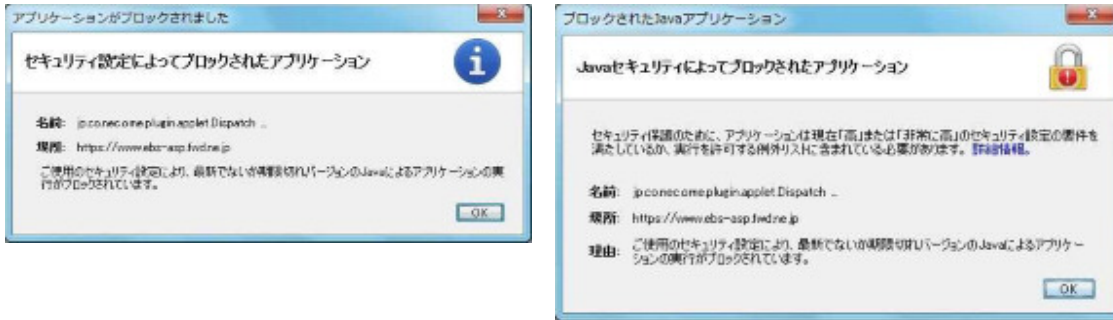 アプリケーションがブロックされました
セキュリティ設定によってブロックされたアプリケーション
名前: jp.co.nec.ome.plugin.applet.Dispatch ...
場所: https://www.ebs-asp.fwd.ne.jp
ご使用のセキュリティ設定により、最新でないか期限切れバージョンのJavaによるアプリケーションの実
行がブロックされています。
OK
ブロックされたJavaアプリケーション
Javaセキュリティによってブロックされたアプリケーション
セキュリティ保護のために、アプリケーションは現在「高」または「非常に高」のセキュリティ設定の要件を
満たしているか、実行を許可する例外リストに含まれている必要があります。詳細情報。
名前: jp.co.nec.ome.plugin.applet.Dispatch ...
場所: https://www.ebs-asp.fwd.ne.jp
理由: ご使用のセキュリティ設定により、最新でないか期限切れバージョンのJavaによるアプリケー
ションの実行がブロックされています。
OK